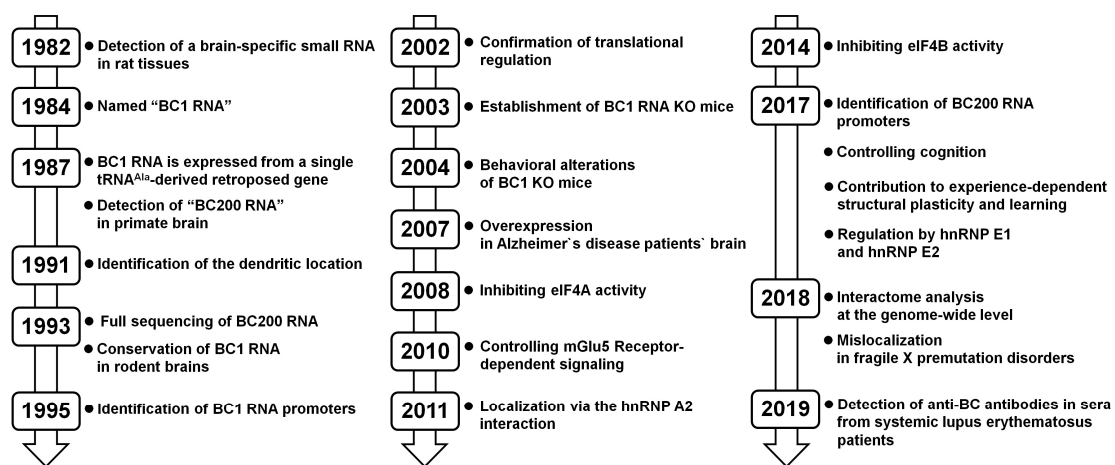 1982
● Detection of a brain-specific small RNA
in rat tissues
1984
● Named “BC1 RNA”
1987
● BC1 RNA is expressed from a single
tRNAᴬˡᵃ-derived retroposed gene
● Detection of “BC200 RNA”
in primate brain
1991
● Identification of the dendritic location
1993
● Full sequencing of BC200 RNA
● Conservation of BC1 RNA
in rodent brains
1995
● Identification of BC1 RNA promoters
2002
● Confirmation of translational
regulation
2003
● Establishment of BC1 RNA KO mice
2004
● Behavioral alterations
of BC1 KO mice
2007
● Overexpression
in Alzheimer`s disease patients` brain
2008
● Inhibiting eIF4A activity
2010
● Controlling mGlu5 Receptor-
dependent signaling
2011
● Localization via the hnRNP A2
interaction
2014
● Inhibiting eIF4B activity
2017
● Identification of BC200 RNA
promoters
● Controlling cognition
● Contribution to experience-dependent
structural plasticity and learning
● Regulation by hnRNP E1
and hnRNP E2
2018
● Interactome analysis
at the genome-wide level
● Mislocalization
in fragile X premutation disorders
2019
● Detection of anti-BC antibodies in sera
from systemic lupus erythematosus
patients